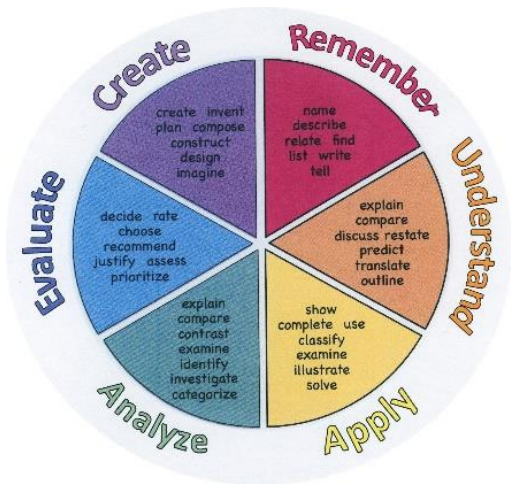 Remember
name
describe
relate find
list write
tell
Understand
explain
compare
discuss restate
predict
translate
outline
Apply
show
complete use
classify
examine
illustrate
solve
Analyze
explain
compare
contrast
examine
identify
investigate
categorize
Evaluate
decide rate
choose
recommend
justify assess
prioritize
Create
create invent
plan compose
construct
design
imagine